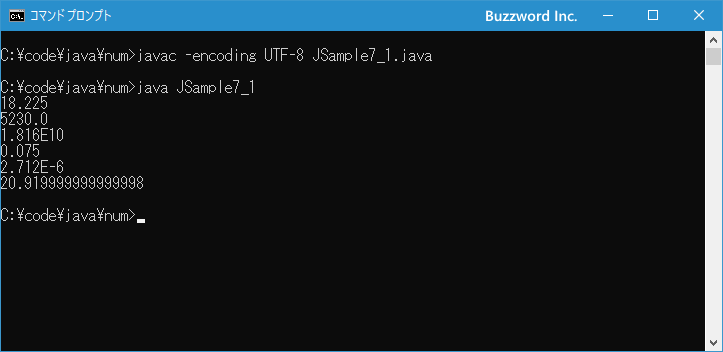 コマンドプロンプト
Buzzword Inc.
C:¥code¥java¥num>javac -encoding UTF-8 JSample7_1.java
C:¥code¥java¥num>java JSample7_1
18.225
5230.0
1.816E10
0.075
2.712E-6
20.919999999999998
C:¥code¥java¥num>